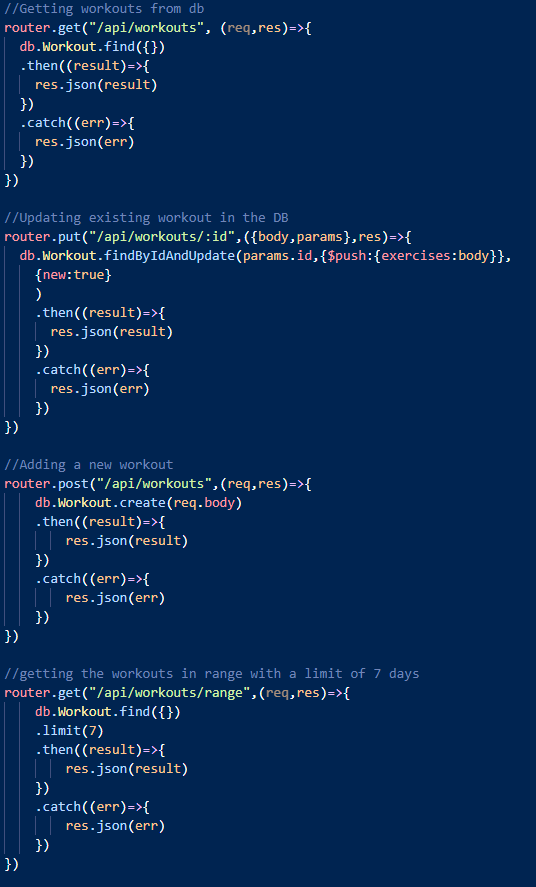 //Getting workouts from db
router.get("/api/workouts", (req,res)=>{
  db.Workout.find({})
  .then((result)=>{
    res.json(result)
  })
  .catch((err)=>{
    res.json(err)
  })
})

//Updating existing workout in the DB
router.put("/api/workouts/:id",({body,params},res)=>{
  db.Workout.findByIdAndUpdate(params.id,{$push:{exercises:body}},
    {new:true}
    )
    .then((result)=>{
      res.json(result)
    })
    .catch((err)=>{
      res.json(err)
    })
})

//Adding a new workout
router.post("/api/workouts",(req,res)=>{
    db.Workout.create(req.body)
    .then((result)=>{
        res.json(result)
    })
    .catch((err)=>{
        res.json(err)
    })
})

//getting the workouts in range with a limit of 7 days
router.get("/api/workouts/range",(req,res)=>{
    db.Workout.find({})
    .limit(7)
    .then((result)=>{
        res.json(result)
    })
    .catch((err)=>{
        res.json(err)
    })
})